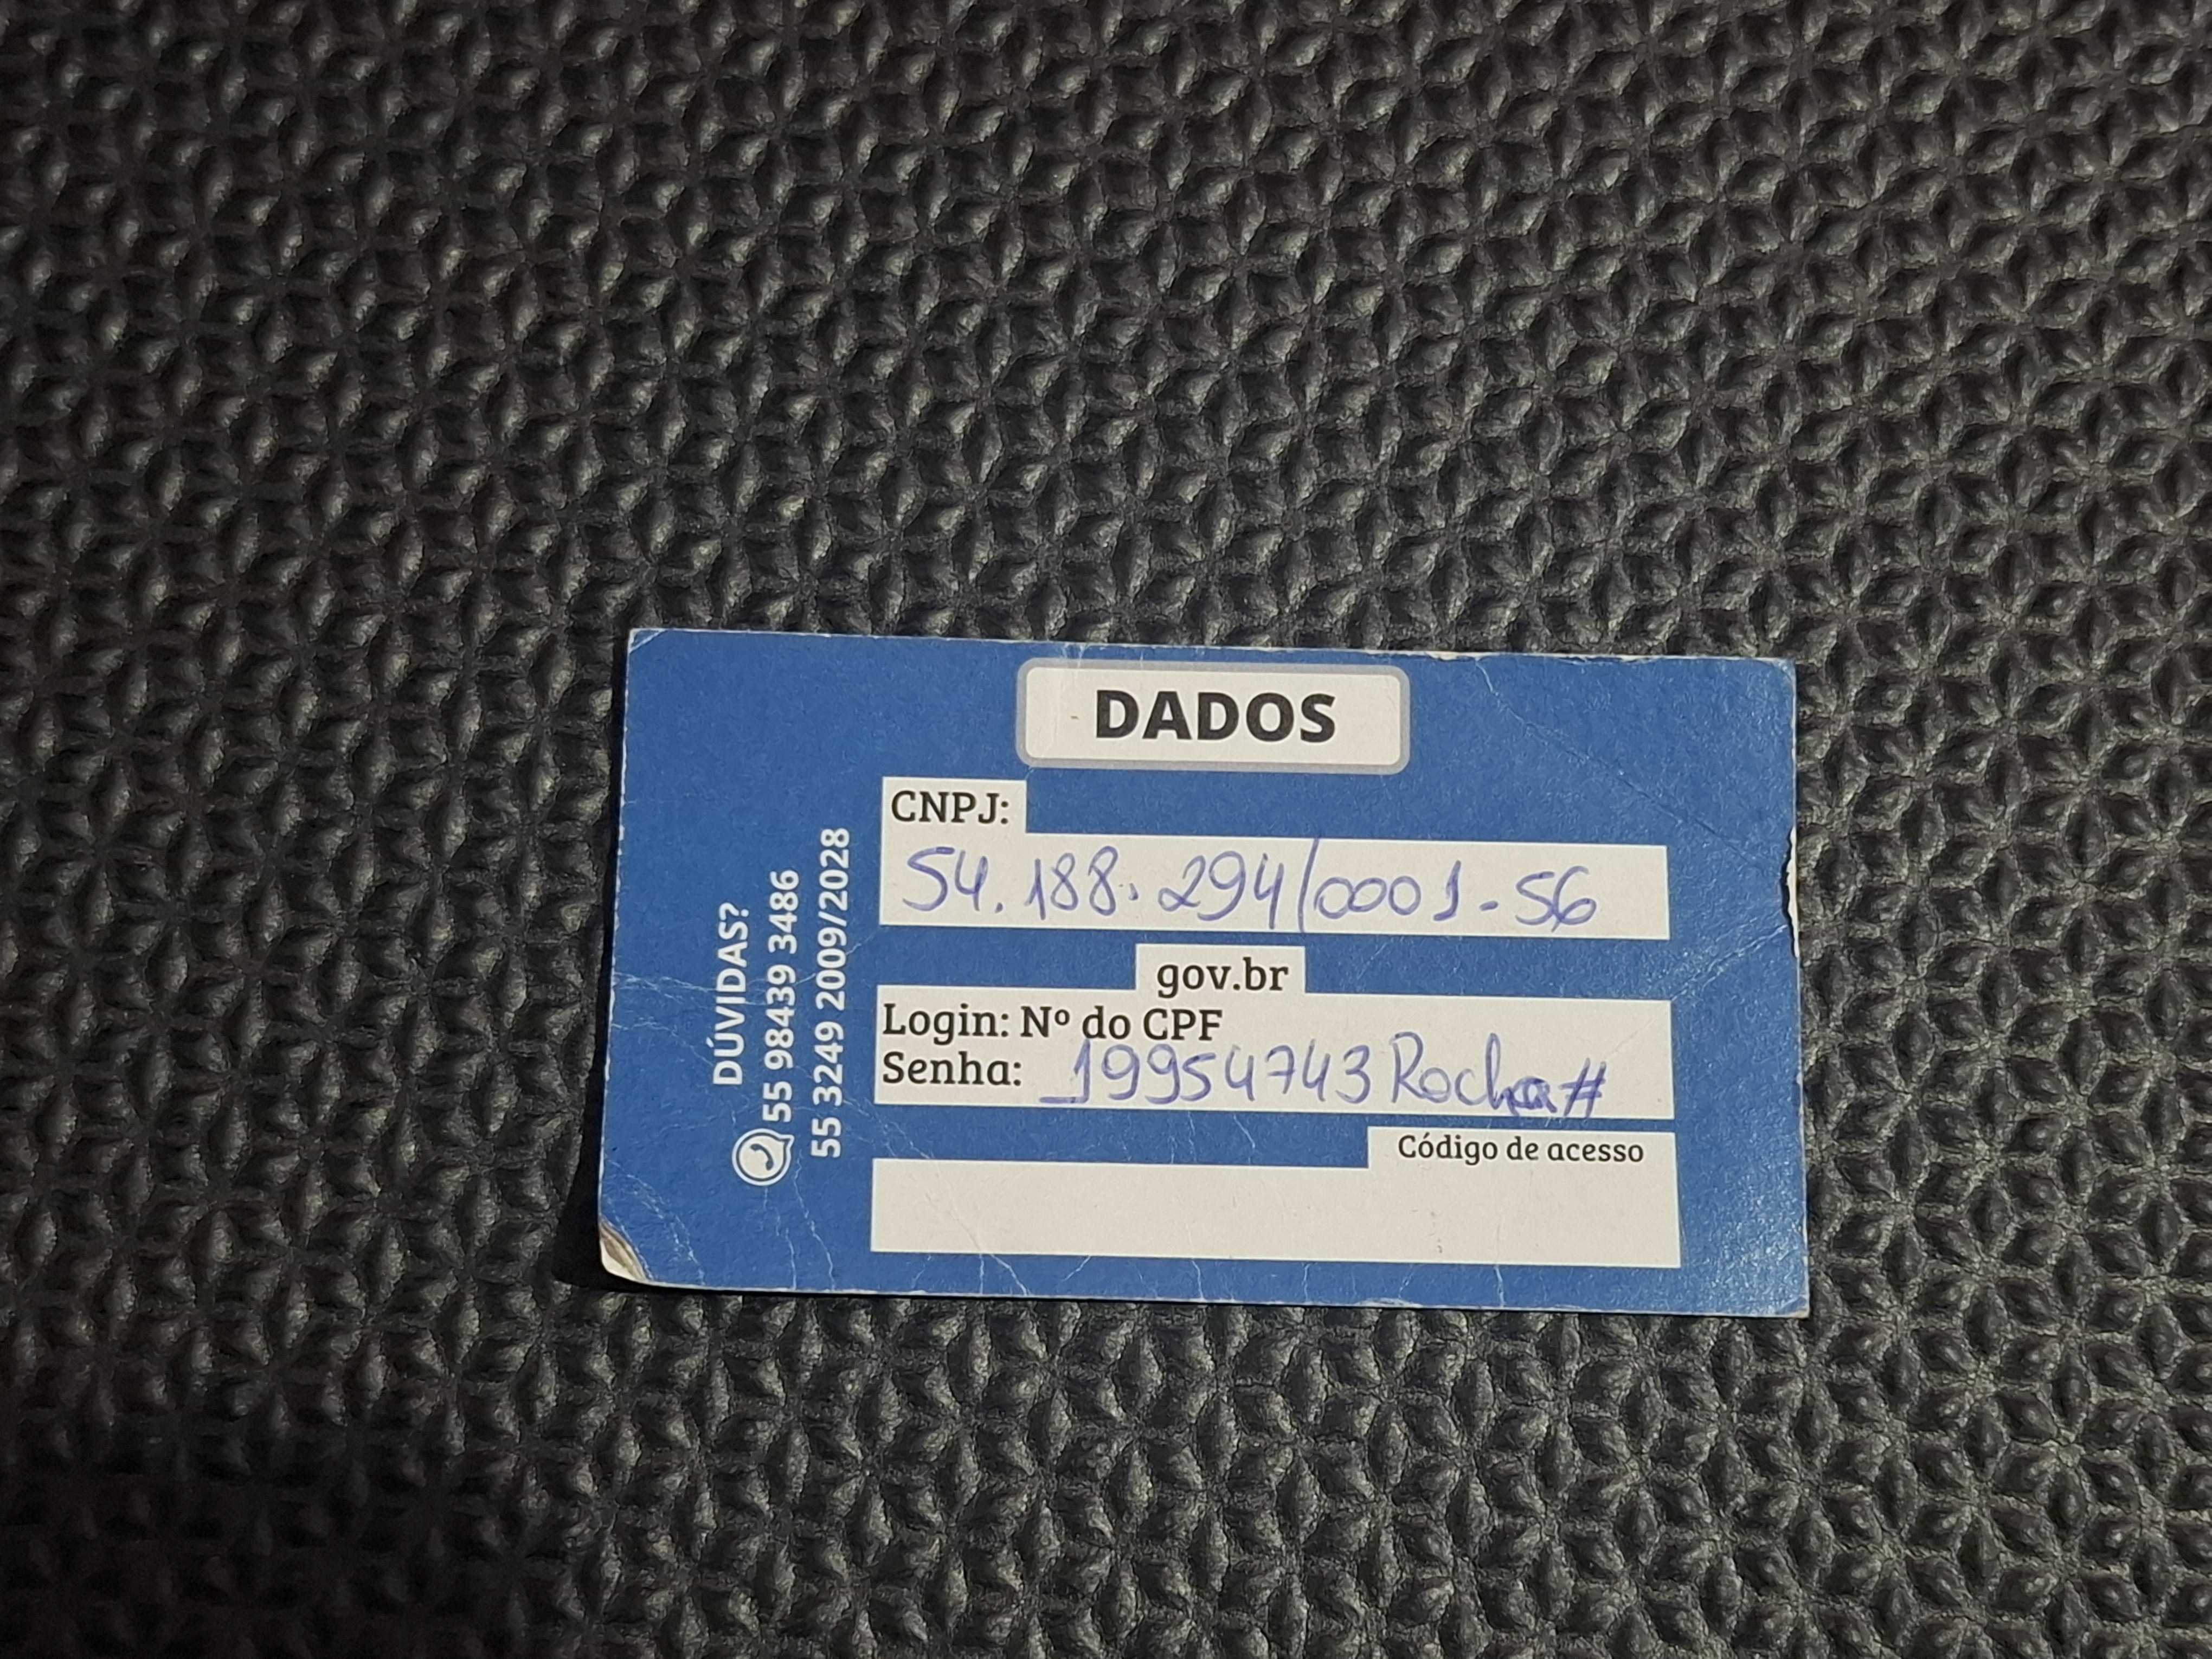 DADOS
CNPJ:
54.188.294/0001-56
gov.br
Login: Nº do CPF
Senha: 19954743Rocha#
Código de acesso
DÚVIDAS?
55 98439 3486
55 3249 2009/2028